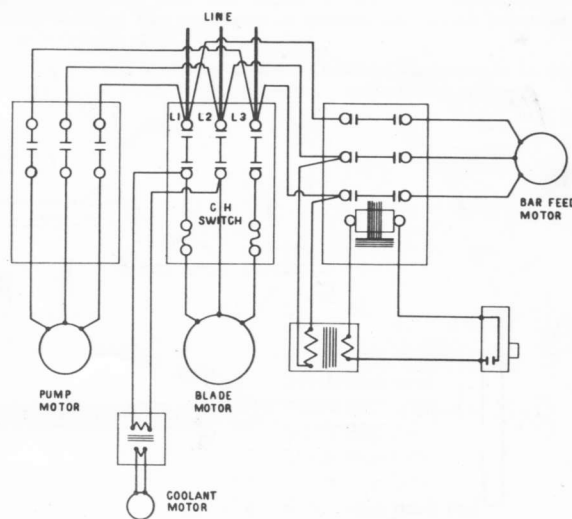 LINE
L1 L2 L3
C H
SWITCH
BAR FEED
MOTOR
PUMP
MOTOR
BLADE
MOTOR
COOLANT
MOTOR